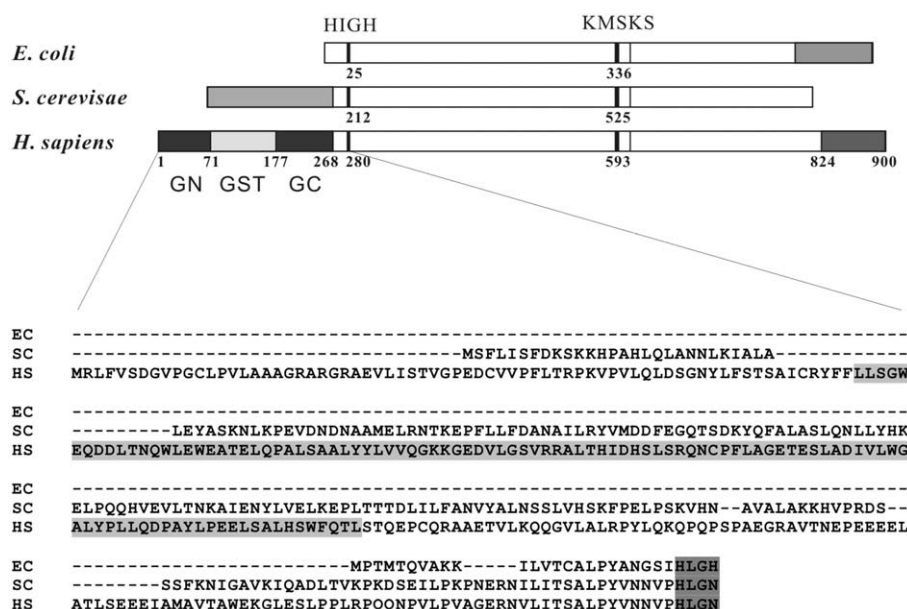 HIGH KMSKS
E. coli
25 336
S. cerevisae
212 525
H. sapiens
1 71 177 268 280 593 824 900
GN GST GC
EC ------------------------------------------------------------------------------------
SC ---------------------------------------MSFLISFDKSKKHPAHLQLANNLKIALA-------------
HS MRLFVSDGVPGCLPVLAAAGRARGRAEVLISTVGPEDCVVPFLTRPKVPVLQLDSGNYLFSTSAICRYFFLLSGW
EC ------------------------------------------------------------------------------------
SC ----------LEYASKNLKPEVDNDNAAMELRNTKEPFLLFDANAILRYVMDDFEGQTSDKYQFALASLQNLLYHK
HS EQDDLTNQWLEWEATELQPALSAALYYLVVQGKKGEDVLGSVRRALTHIDHSLSRQNCPFLAGETESLADIVLWG
EC ------------------------------------------------------------------------------------
SC ELPQQHVEVLTNKAIENYLVELKEPLTTTDLILFANVYALNSSLVHSKFPELPSKVHN--AVALAKKHVPRDS--
HS ALYPLLQDPAYLPEELSALHSWFQTLSTQEPCQRAAETVLKQQGVLALRPYLQKQPQPSPAEGRAVTNEPEEEEL
EC -------------------------MPTMTQVAKK-----ILVTCALPYANGSIHLGH
SC --------SSFKNIGAVKIQADLTVKPKDSEILPKPNERNILITSALPYVNNVPHLGN
HS ATLSEEEIAMAVTAWEKGLESLPPLRPQQNPVLPVAGERNVLITSALPYVNNVPHLGN